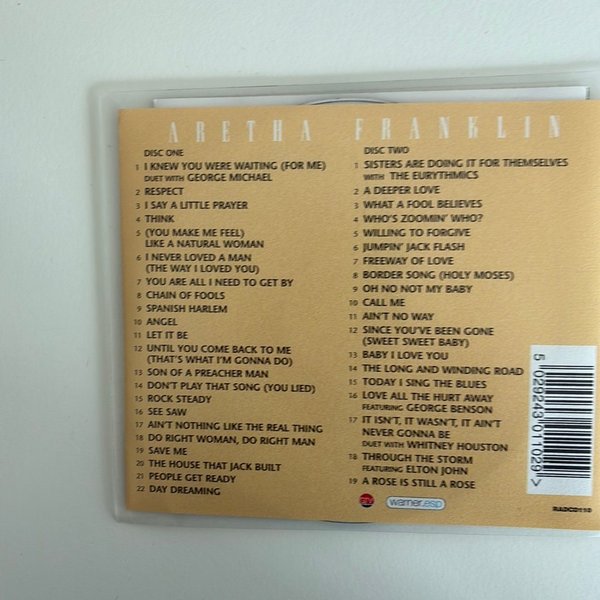 ARETHA FRANKLIN
DISC ONE
1 I KNEW YOU WERE WAITING (FOR ME)
DUET WITH GEORGE MICHAEL
2 RESPECT
3 I SAY A LITTLE PRAYER
4 THINK
5 (YOU MAKE ME FEEL)
LIKE A NATURAL WOMAN
6 I NEVER LOVED A MAN
(THE WAY I LOVED YOU)
7 YOU ARE ALL I NEED TO GET BY
8 CHAIN OF FOOLS
9 SPANISH HARLEM
10 ANGEL
11 LET IT BE
12 UNTIL YOU COME BACK TO ME
(THAT'S WHAT I'M GONNA DO)
13 SON OF A PREACHER MAN
14 DON'T PLAY THAT SONG (YOU LIED)
15 ROCK STEADY
16 SEE SAW
17 AIN'T NOTHING LIKE THE REAL THING
18 DO RIGHT WOMAN, DO RIGHT MAN
19 SAVE ME
20 THE HOUSE THAT JACK BUILT
21 PEOPLE GET READY
22 DAY DREAMING
DISC TWO
1 SISTERS ARE DOING IT FOR THEMSELVES
WITH THE EURYTHMICS
2 A DEEPER LOVE
3 WHAT A FOOL BELIEVES
4 WHO'S ZOOMIN' WHO?
5 WILLING TO FORGIVE
6 JUMPIN' JACK FLASH
7 FREEWAY OF LOVE
8 BORDER SONG (HOLY MOSES)
9 OH NO NOT MY BABY
10 CALL ME
11 AIN'T NO WAY
12 SINCE YOU'VE BEEN GONE
(SWEET SWEET BABY)
13 BABY I LOVE YOU
14 THE LONG AND WINDING ROAD
15 TODAY I SING THE BLUES
16 LOVE ALL THE HURT AWAY
FEATURING GEORGE BENSON
17 IT ISN'T, IT WASN'T, IT AIN'T
NEVER GONNA BE
DUET WITH WHITNEY HOUSTON
18 THROUGH THE STORM
FEATURING ELTON JOHN
19 A ROSE IS STILL A ROSE
warner.esp
5 029243 011029 >
RADCD110